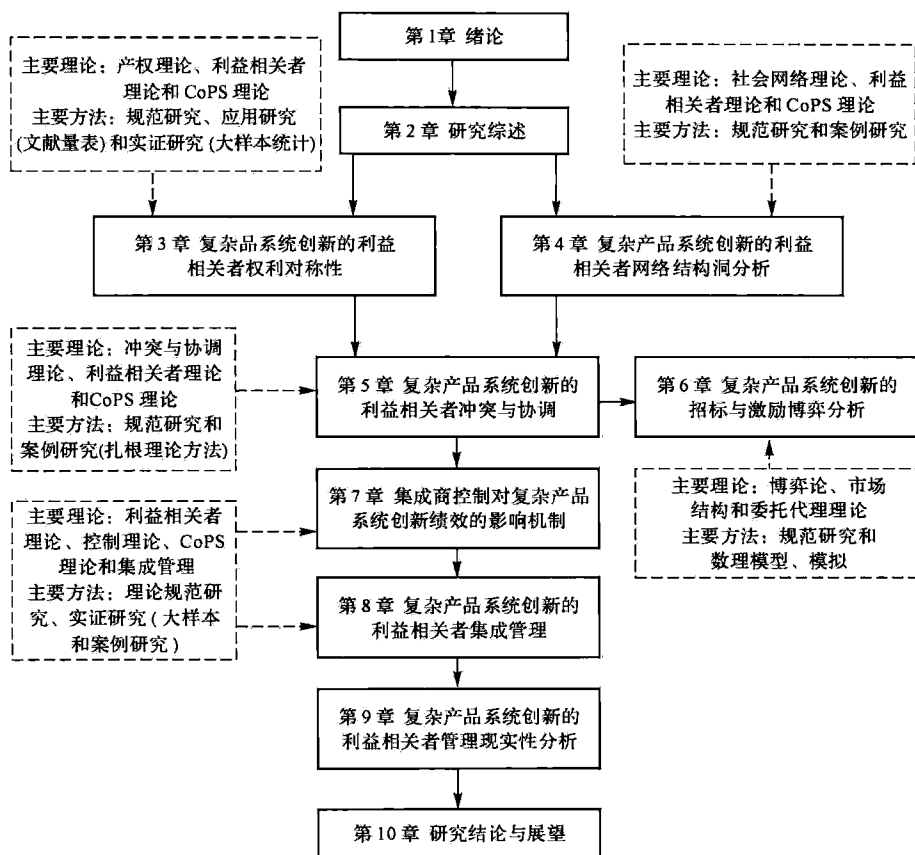 第1章 绪论
主要理论：产权理论、利益相关者
理论和 CoPS 理论
主要方法：规范研究、应用研究
(文献量表)和实证研究(大样本统计)
主要理论：社会网络理论、利益
相关者理论和 CoPS 理论
主要方法：规范研究和案例研究
第2章 研究综述
第3章 复杂品系统创新的利益
相关者权利对称性
第4章 复杂产品系统创新的利益
相关者网络结构洞分析
主要理论：冲突与协调
理论、利益相关者理论
和CoPS 理论
主要方法：规范研究和
案例研究(扎根理论方法)
第5章 复杂产品系统创新的
利益相关者冲突与协调
第6章 复杂产品系统创新的
招标与激励博弈分析
主要理论：博弈论、市场
结构和委托代理理论
主要方法：规范研究和
数理模型、模拟
第7章 集成商控制对复杂产品
系统创新绩效的影响机制
主要理论：利益相关者
理论、控制理论、CoPS
理论和集成管理
主要方法：理论规范研
究、实证研究(大样本
和案例研究)
第8章 复杂产品系统创新的
利益相关者集成管理
第9章 复杂产品系统创新的
利益相关者管理现实性分析
第10章 研究结论与展望